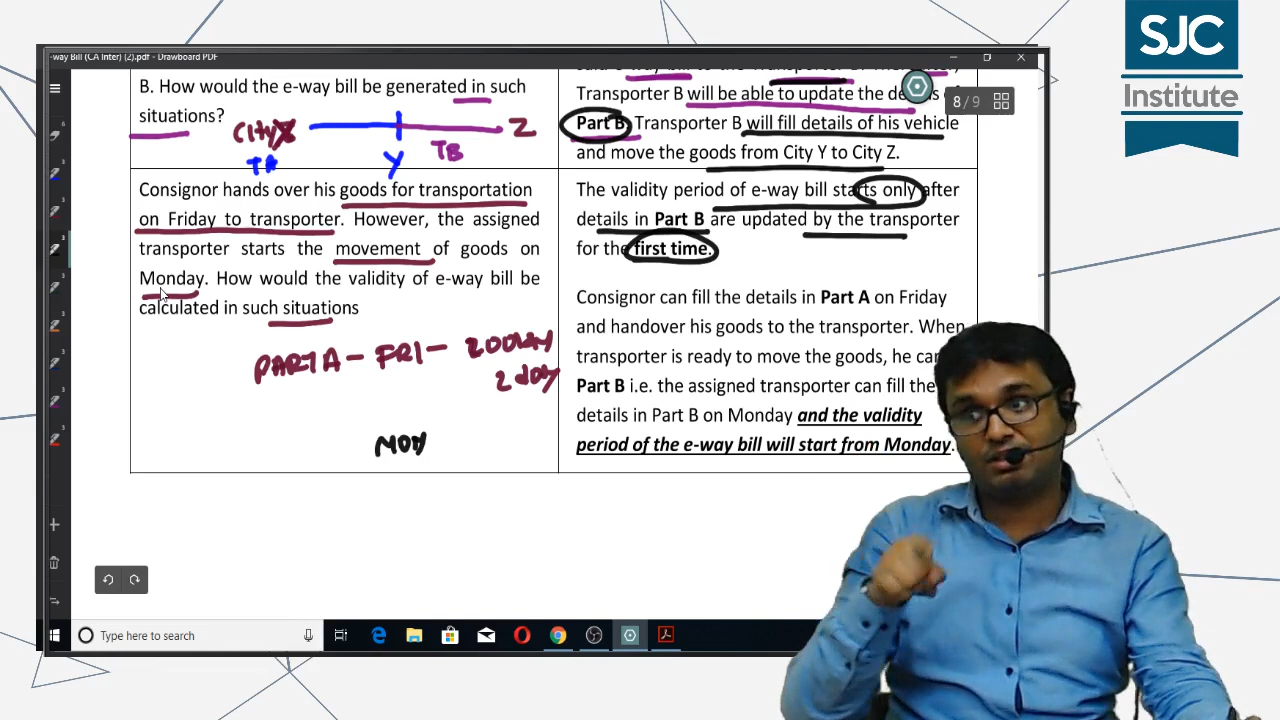 SJC
Institute
-way Bill (CA Inter) (2).pdf - Drawboard PDF
8 / 9
B. How would the e-way bill be generated in such
situations?
City X
Z
TA
Y
TB
Transporter B will be able to update the details of
Part B. Transporter B will fill details of his vehicle
and move the goods from City Y to City Z.
Consignor hands over his goods for transportation
on Friday to transporter. However, the assigned
transporter starts the movement of goods on
Monday. How would the validity of e-way bill be
calculated in such situations
PART A - FRI - 200km
2 day
MON
The validity period of e-way bill starts only after
details in Part B are updated by the transporter
for the first time.
Consignor can fill the details in Part A on Friday
and handover his goods to the transporter. When
transporter is ready to move the goods, he can
Part B i.e. the assigned transporter can fill the
details in Part B on Monday and the validity
period of the e-way bill will start from Monday.
Type here to search